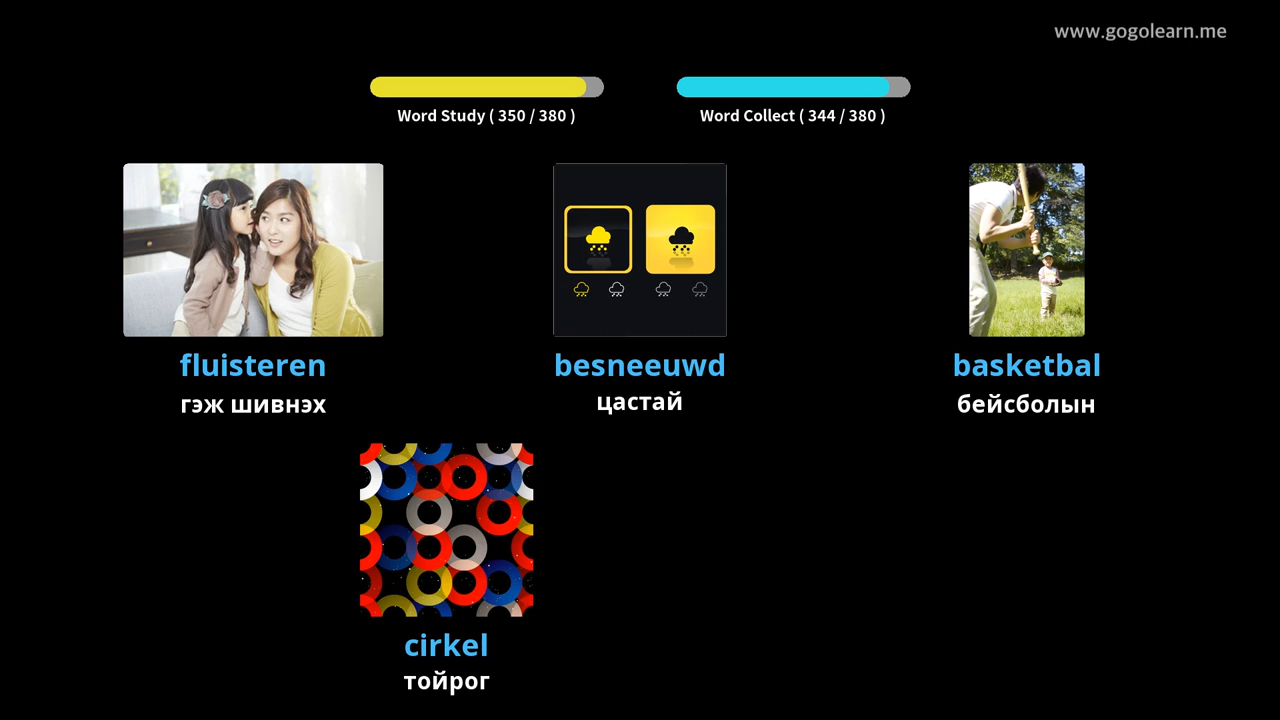 www.gogolearn.me
Word Study ( 350 / 380 )
Word Collect ( 344 / 380 )
fluisteren
гэж шивнэх
besneeuwd
цастай
basketbal
бейсболын
cirkel
тойрог